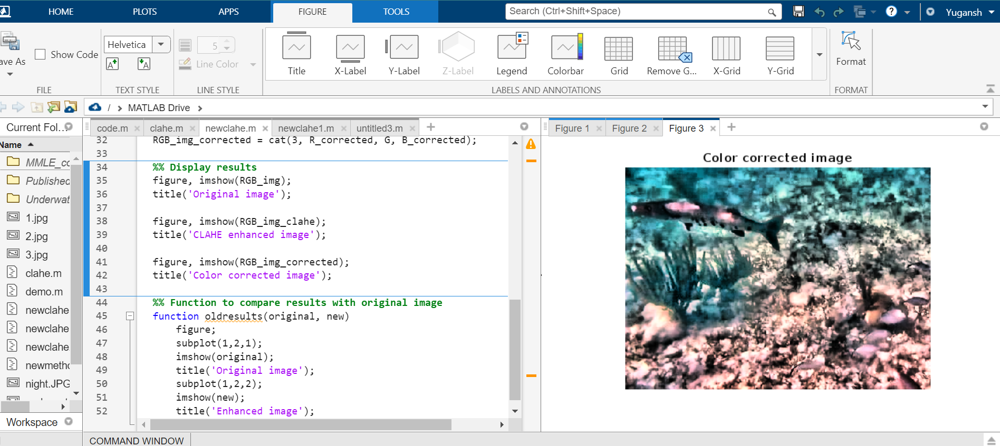 HOME PLOTS APPS FIGURE TOOLS Search (Ctrl+Shift+Space) ? Yugansh
ave As Show Code
FILE
Helvetica
A A
TEXT STYLE
5
Line Color
LINE STYLE
Title X-Label Y-Label Z-Label Legend Colorbar Grid Remove G... X-Grid Y-Grid
LABELS AND ANNOTATIONS
Format
FORMAT
/ > MATLAB Drive >
Current Fol...
Name
MMLE_cc
Published
Underwat
1.jpg
2.jpg
3.jpg
clahe.m
demo.m
newclahe
newclahe
newclahe
newmethc
night.JPG
Workspace
code.m × clahe.m × newclahe.m × newclahe1.m × untitled3.m × +
32 RGB_img_corrected = cat(3, R_corrected, G, B_corrected);
33
34 %% Display results
35 figure, imshow(RGB_img);
36 title('Original image');
37
38 figure, imshow(RGB_img_clahe);
39 title('CLAHE enhanced image');
40
41 figure, imshow(RGB_img_corrected);
42 title('Color corrected image');
43
44 %% Function to compare results with original image
45 function oldresults(original, new)
46 figure;
47 subplot(1,2,1);
48 imshow(original);
49 title('Original image');
50 subplot(1,2,2);
51 imshow(new);
52 title('Enhanced image');
COMMAND WINDOW
Figure 1 × Figure 2 × Figure 3 × +
Color corrected image